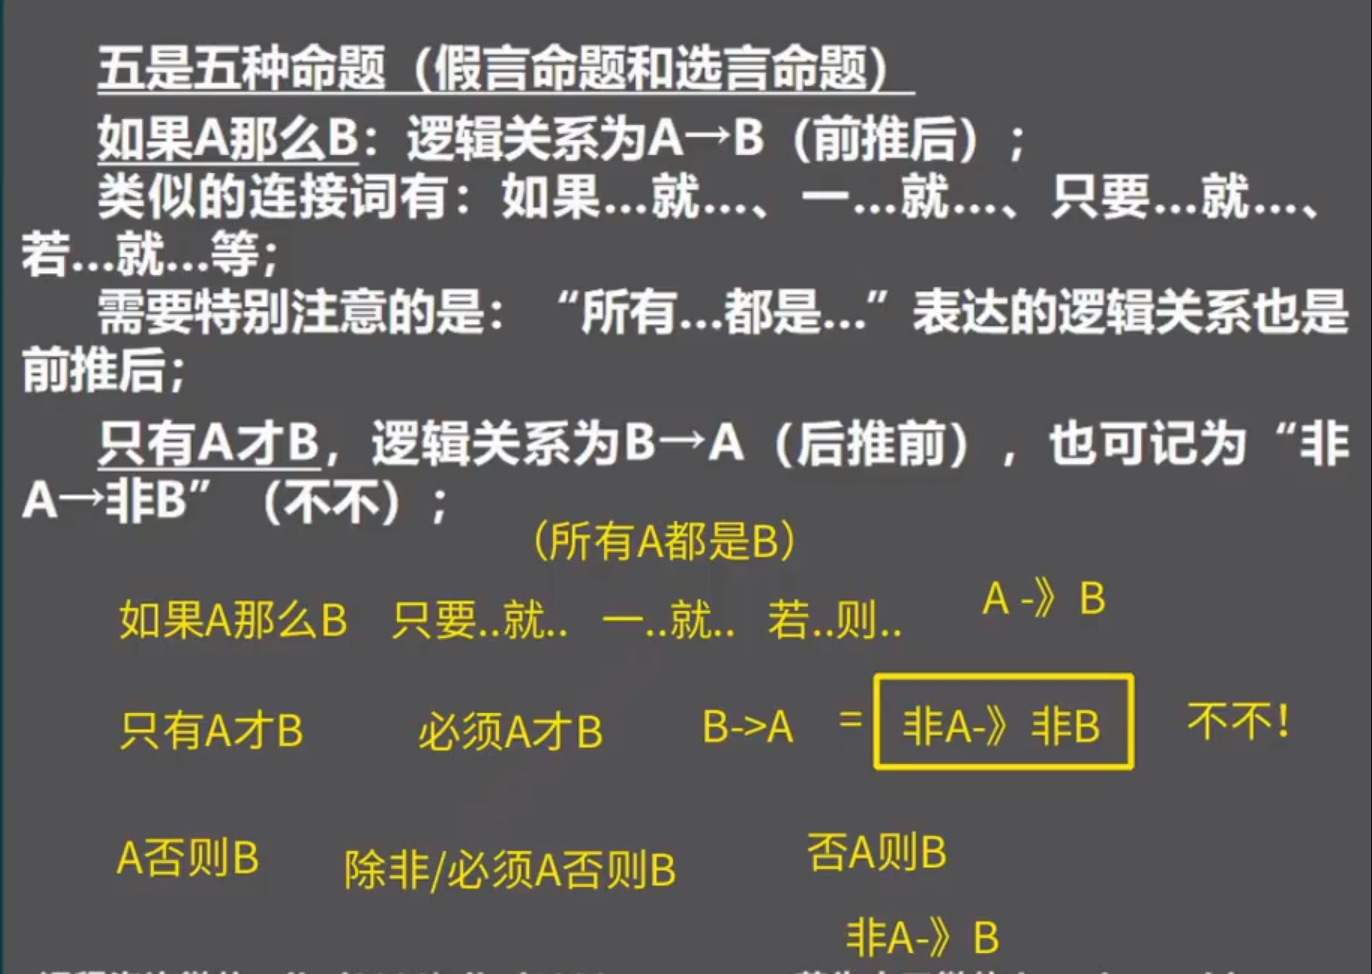 五是五种命题（假言命题和选言命题）
如果A那么B：逻辑关系为A→B（前推后）；
类似的连接词有：如果…就…、一…就…、只要…就…、
若…就…等；
需要特别注意的是：“所有…都是…”表达的逻辑关系也是
前推后；
只有A才B，逻辑关系为B→A（后推前），也可记为“非
A→非B”（不不）；
（所有A都是B）
如果A那么B 只要..就.. 一..就.. 若..则.. A -》B
只有A才B 必须A才B B->A = 非A-》非B 不不！
A否则B 除非/必须A否则B 否A则B
非A-》B